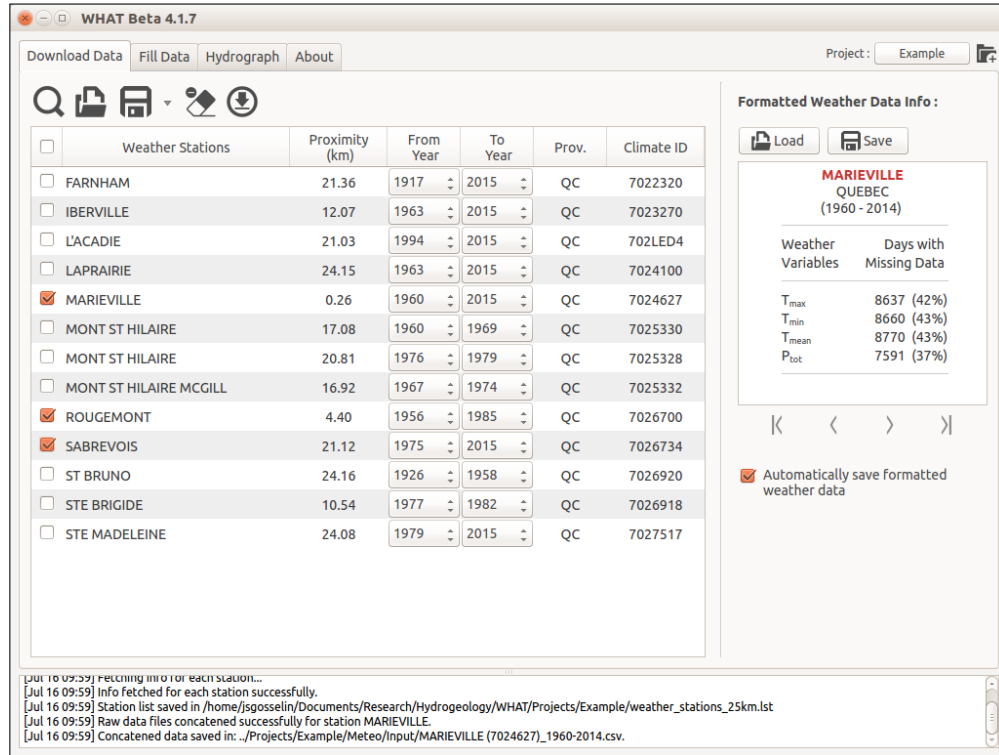 WHAT Beta 4.1.7
Download Data Fill Data Hydrograph About Project : Example
Formatted Weather Data Info :
Load Save
Weather Stations Proximity (km) From Year To Year Prov. Climate ID
FARNHAM 21.36 1917 2015 QC 7022320
IBERVILLE 12.07 1963 2015 QC 7023270
L'ACADIE 21.03 1994 2015 QC 702LED4
LAPRAIRIE 24.15 1963 2015 QC 7024100
MARIEVILLE 0.26 1960 2015 QC 7024627
MONT ST HILAIRE 17.08 1960 1969 QC 7025330
MONT ST HILAIRE 20.81 1976 1979 QC 7025328
MONT ST HILAIRE MCGILL 16.92 1967 1974 QC 7025332
ROUGEMONT 4.40 1956 1985 QC 7026700
SABREVOIS 21.12 1975 2015 QC 7026734
ST BRUNO 24.16 1926 1958 QC 7026920
STE BRIGIDE 10.54 1977 1982 QC 7026918
STE MADELEINE 24.08 1979 2015 QC 7027517
MARIEVILLE
QUEBEC
(1960 - 2014)
Weather Variables Days with Missing Data
Tmax 8637 (42%)
Tmin 8660 (43%)
Tmean 8770 (43%)
Ptot 7591 (37%)
Automatically save formatted
weather data
[Jul 16 09:59] Fetching info for each station...
[Jul 16 09:59] Info fetched for each station successfully.
[Jul 16 09:59] Station list saved in /home/jsgosselin/Documents/Research/Hydrogeology/WHAT/Projects/Example/weather_stations_25km.lst
[Jul 16 09:59] Raw data files concatened successfully for station MARIEVILLE.
[Jul 16 09:59] Concatened data saved in: ../Projects/Example/Meteo/Input/MARIEVILLE (7024627)_1960-2014.csv.